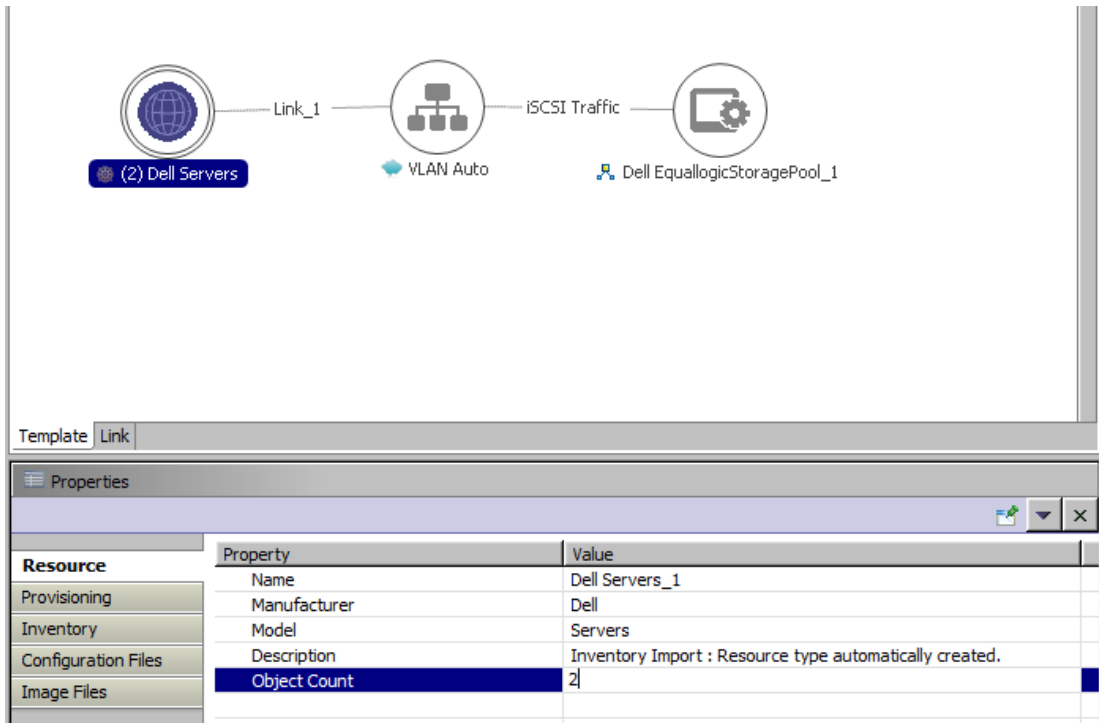 Link_1
iSCSI Traffic
(2) Dell Servers
VLAN Auto
Dell EquallogicStoragePool_1
Template Link
Properties
Resource
Provisioning
Inventory
Configuration Files
Image Files
Property Value
Name Dell Servers_1
Manufacturer Dell
Model Servers
Description Inventory Import : Resource type automatically created.
Object Count 2